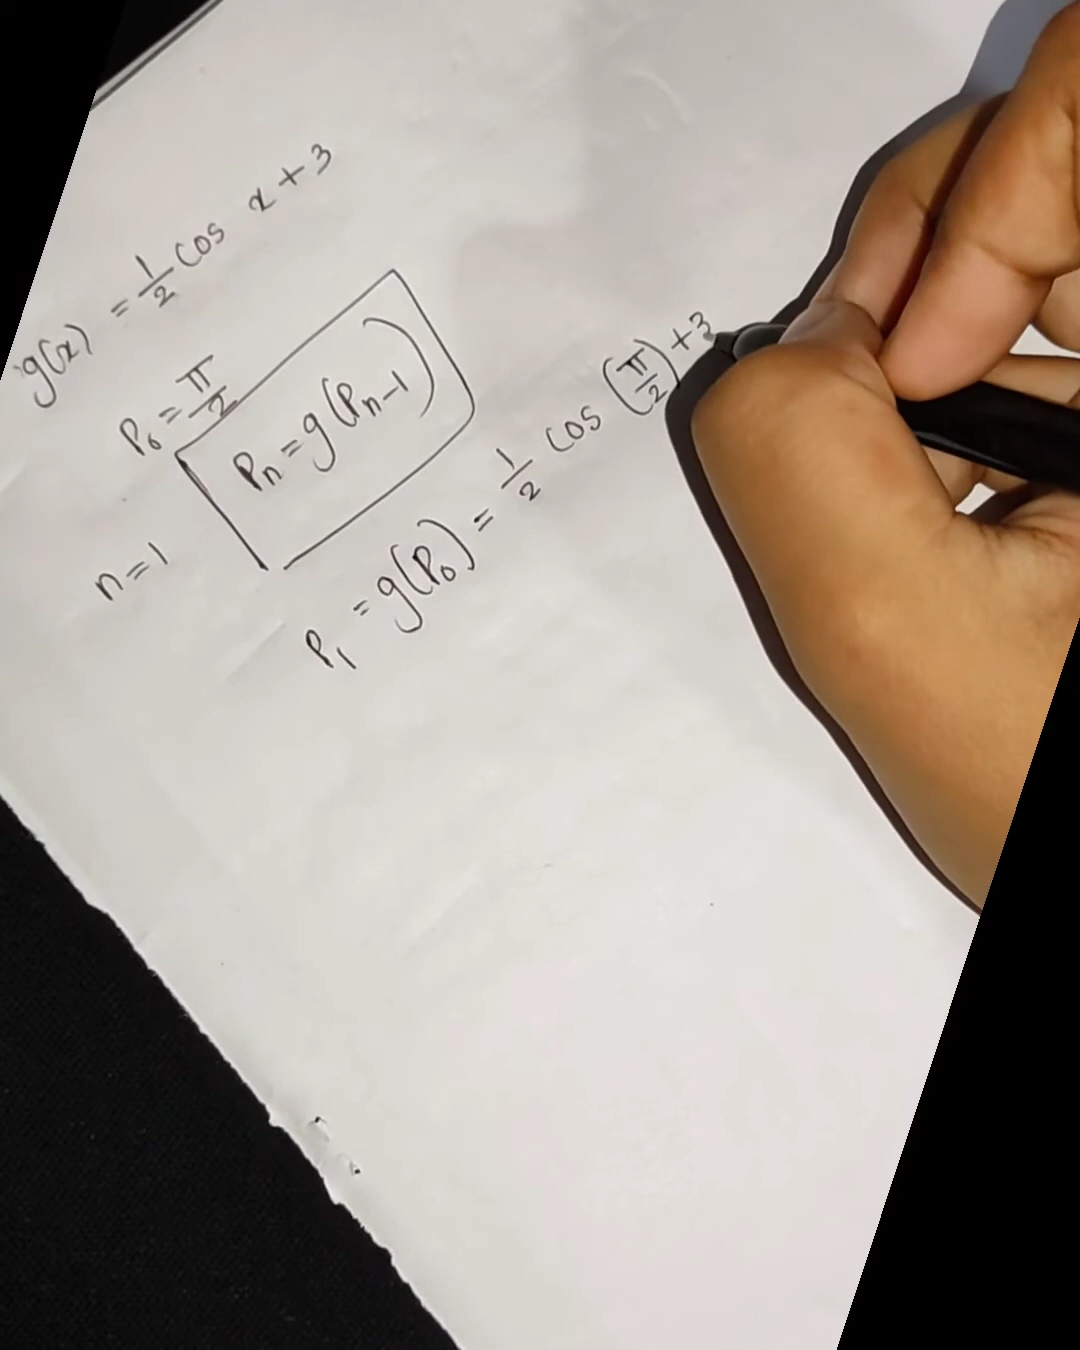 g(x) = 1/2 cos x + 3
P₀ = π/2
Pn = g(Pn-1)
n = 1
P₁ = g(P₀) = 1/2 cos (π/2) + 3